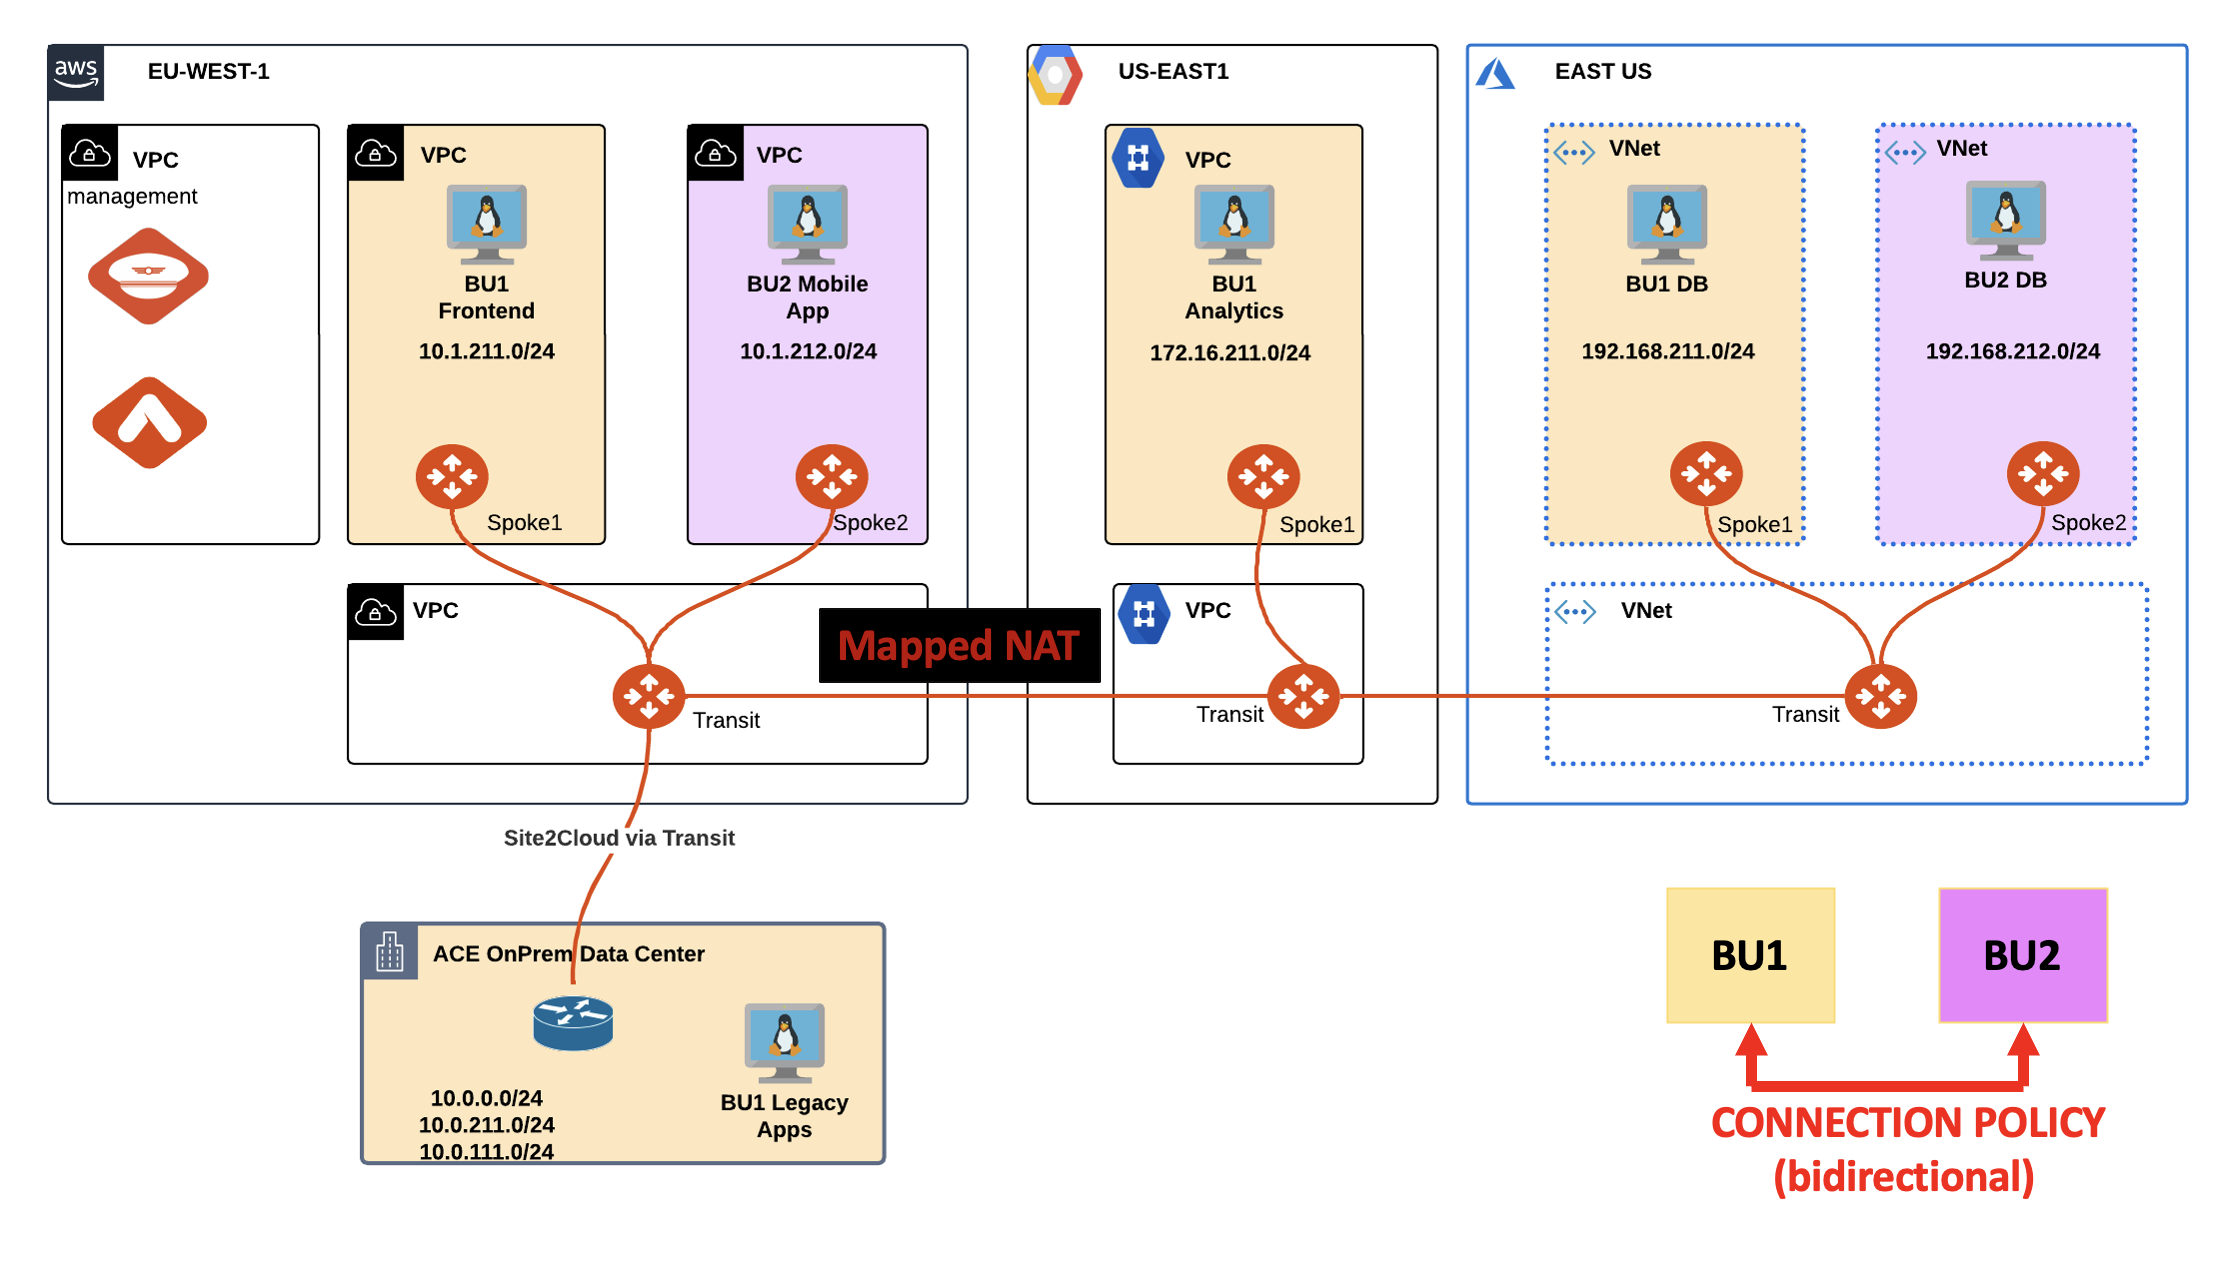 aws
EU-WEST-1
US-EAST1
EAST US
VPC
management
VPC
BU1
Frontend
10.1.211.0/24
Spoke1
VPC
BU2 Mobile
App
10.1.212.0/24
Spoke2
VPC
BU1
Analytics
172.16.211.0/24
Spoke1
VNet
BU1 DB
192.168.211.0/24
Spoke1
VNet
BU2 DB
192.168.212.0/24
Spoke2
VPC
Transit
Mapped NAT
VPC
Transit
VNet
Transit
Site2Cloud via Transit
ACE OnPrem Data Center
10.0.0.0/24
10.0.211.0/24
10.0.111.0/24
BU1 Legacy
Apps
BU1
BU2
CONNECTION POLICY
(bidirectional)